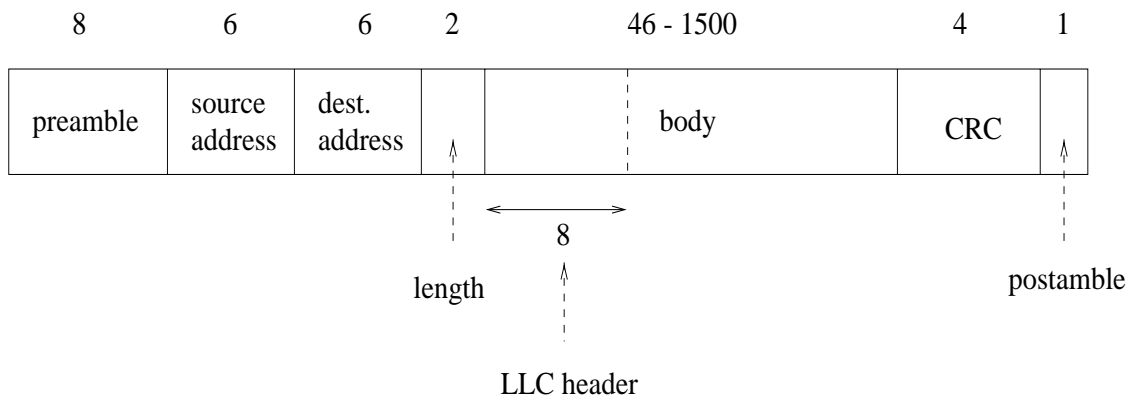 8 6 6 2 46 - 1500 4 1
preamble
source
address
dest.
address
body
CRC
8
length
postamble
LLC header